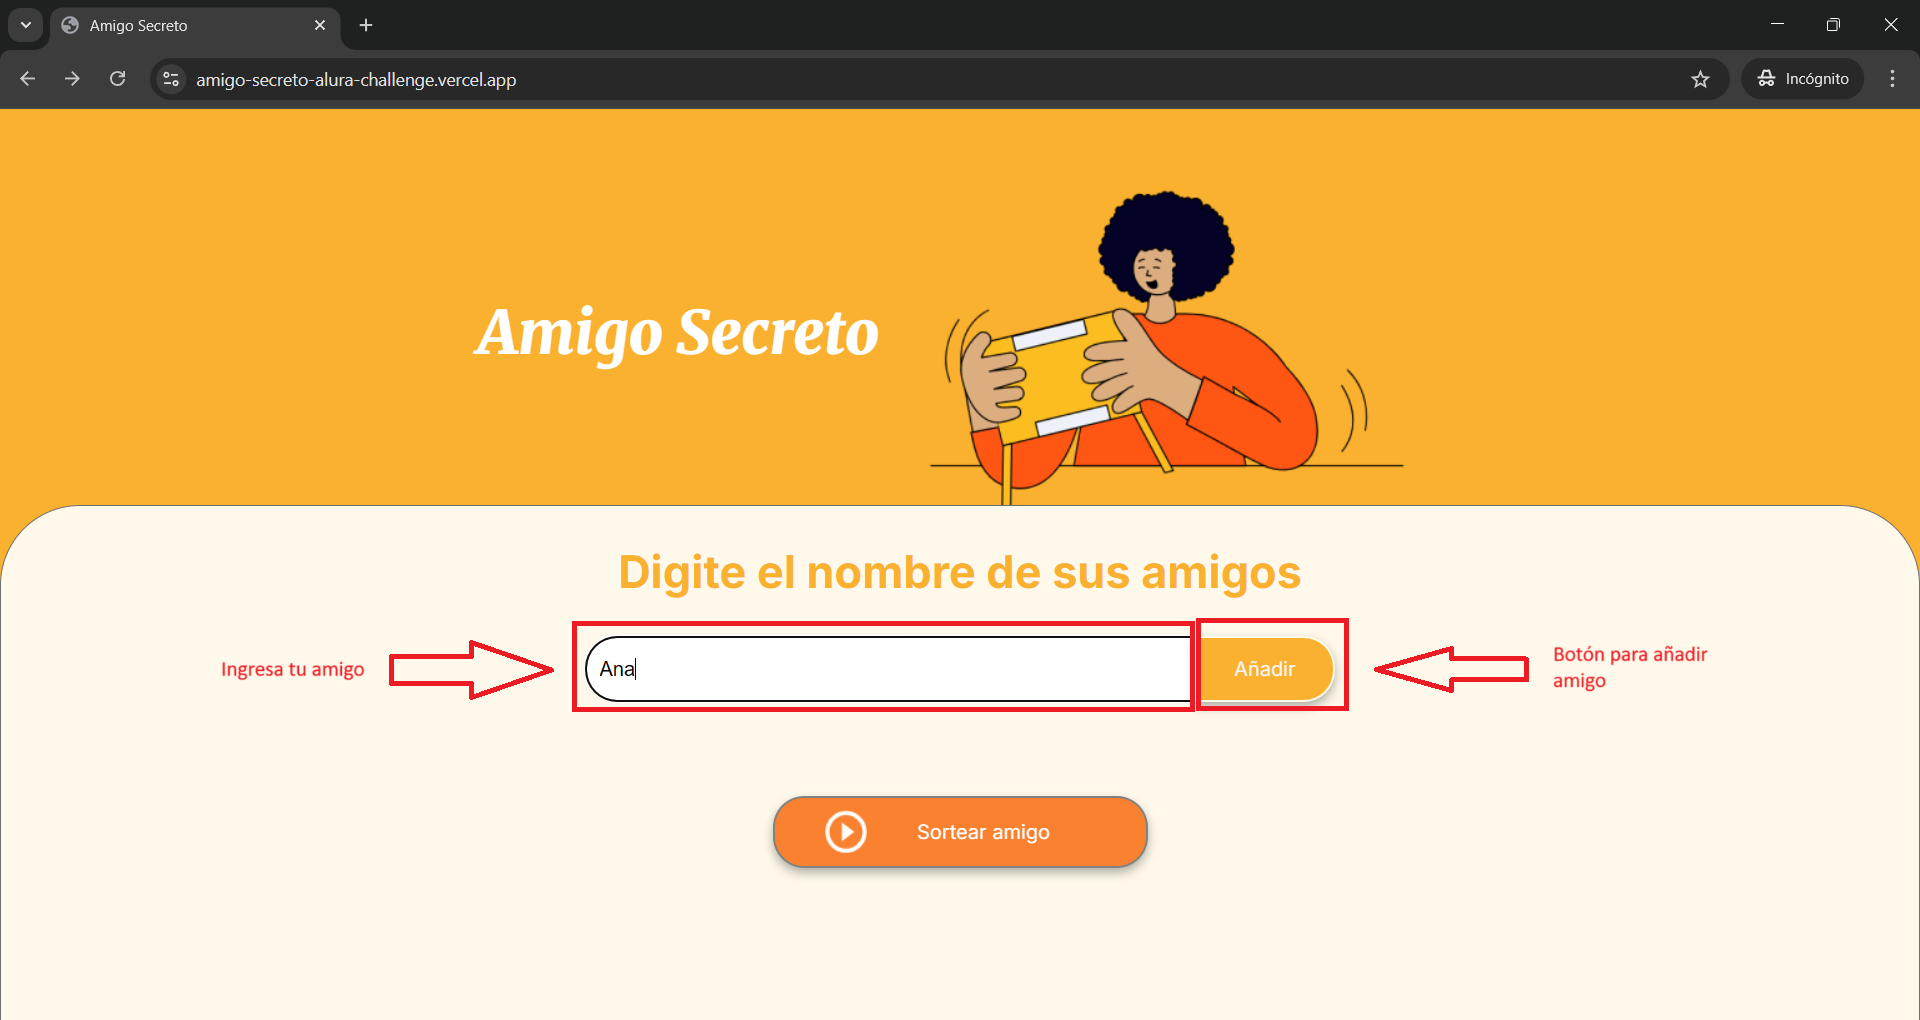 Amigo Secreto
amigo-secreto-alura-challenge.vercel.app
Incógnito
Amigo Secreto
Digite el nombre de sus amigos
Ingresa tu amigo
Ana
Añadir
Botón para añadir
amigo
Sortear amigo